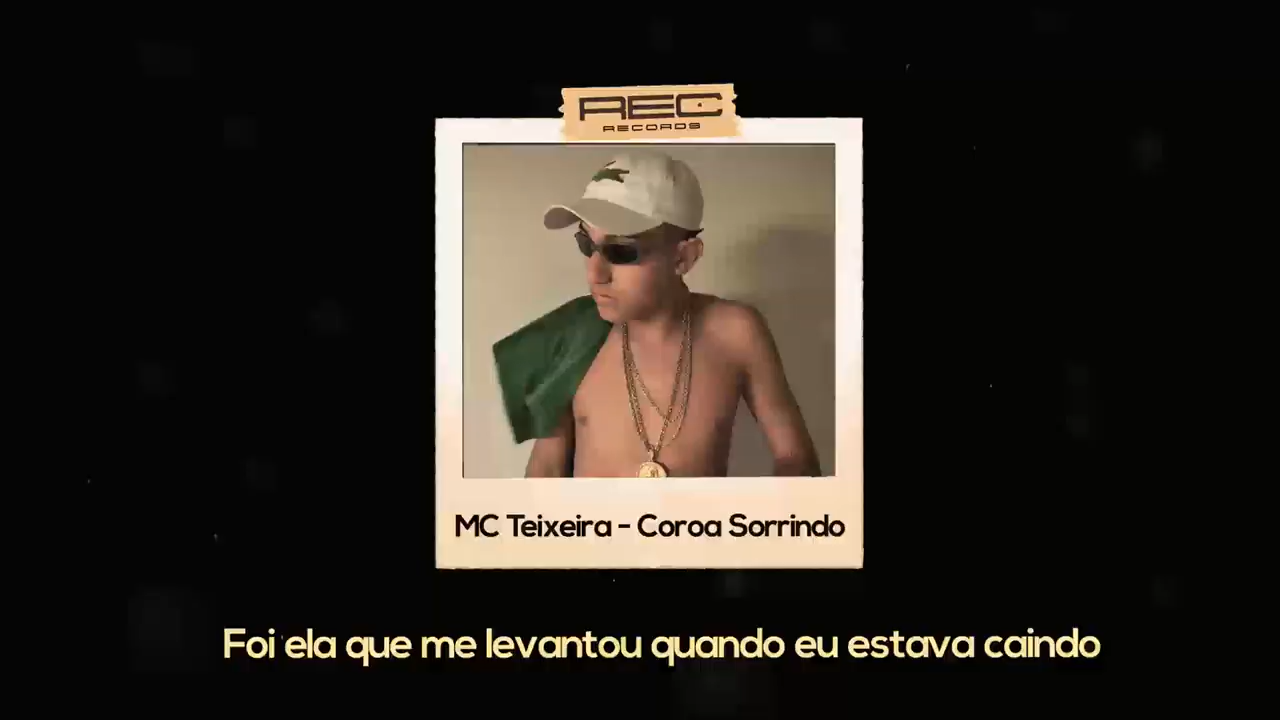 REC
RECORDS
MC Teixeira - Coroa Sorrindo
Foi ela que me levantou quando eu estava caindo